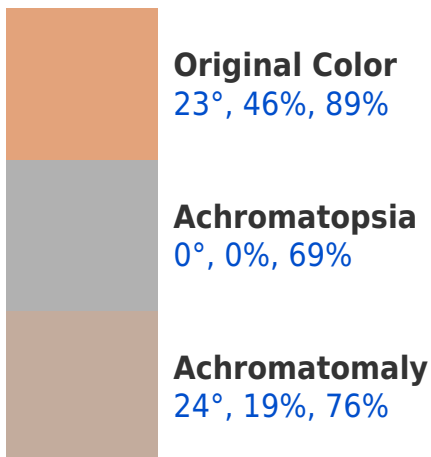 Original Color
23°, 46%, 89%
Achromatopsia
0°, 0%, 69%
Achromatomaly
24°, 19%, 76%